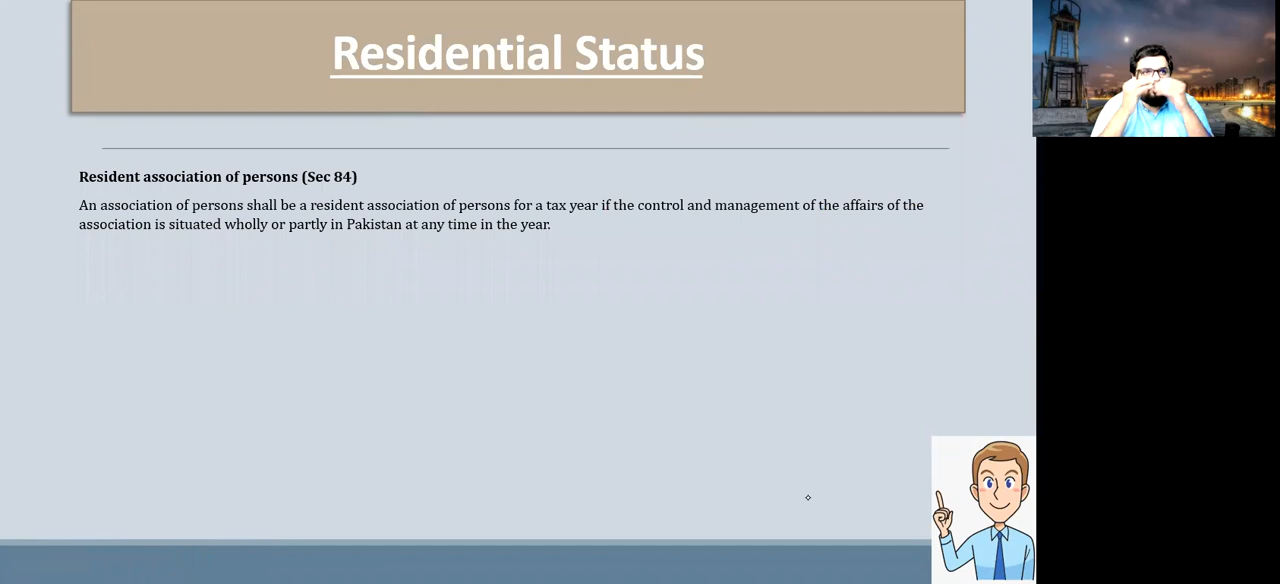 Residential Status
Resident association of persons (Sec 84)
An association of persons shall be a resident association of persons for a tax year if the control and management of the affairs of the
association is situated wholly or partly in Pakistan at any time in the year.